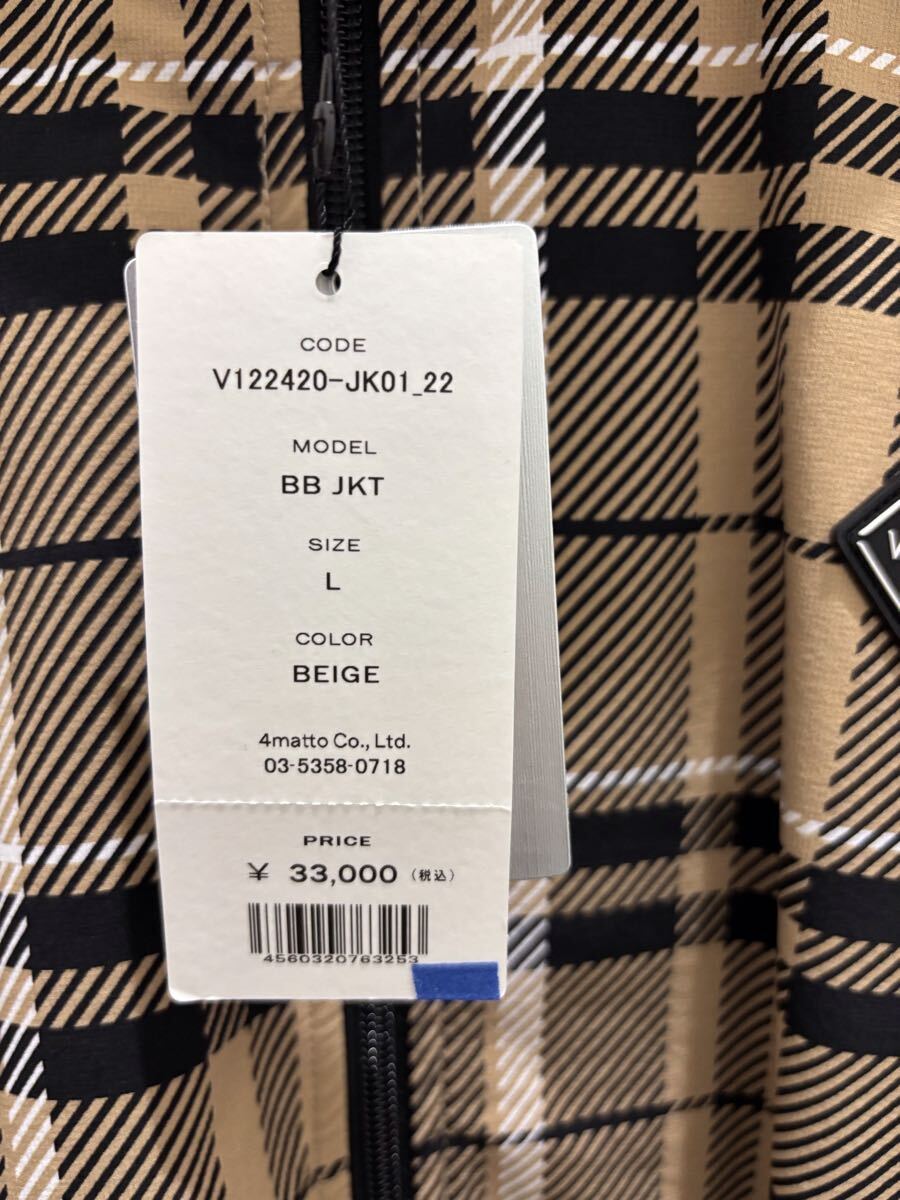 CODE
V122420-JK01_22
MODEL
BB JKT
SIZE
L
COLOR
BEIGE
4matto Co., Ltd.
03-5358-0718
PRICE
¥ 33,000 (税込)
4560320763253